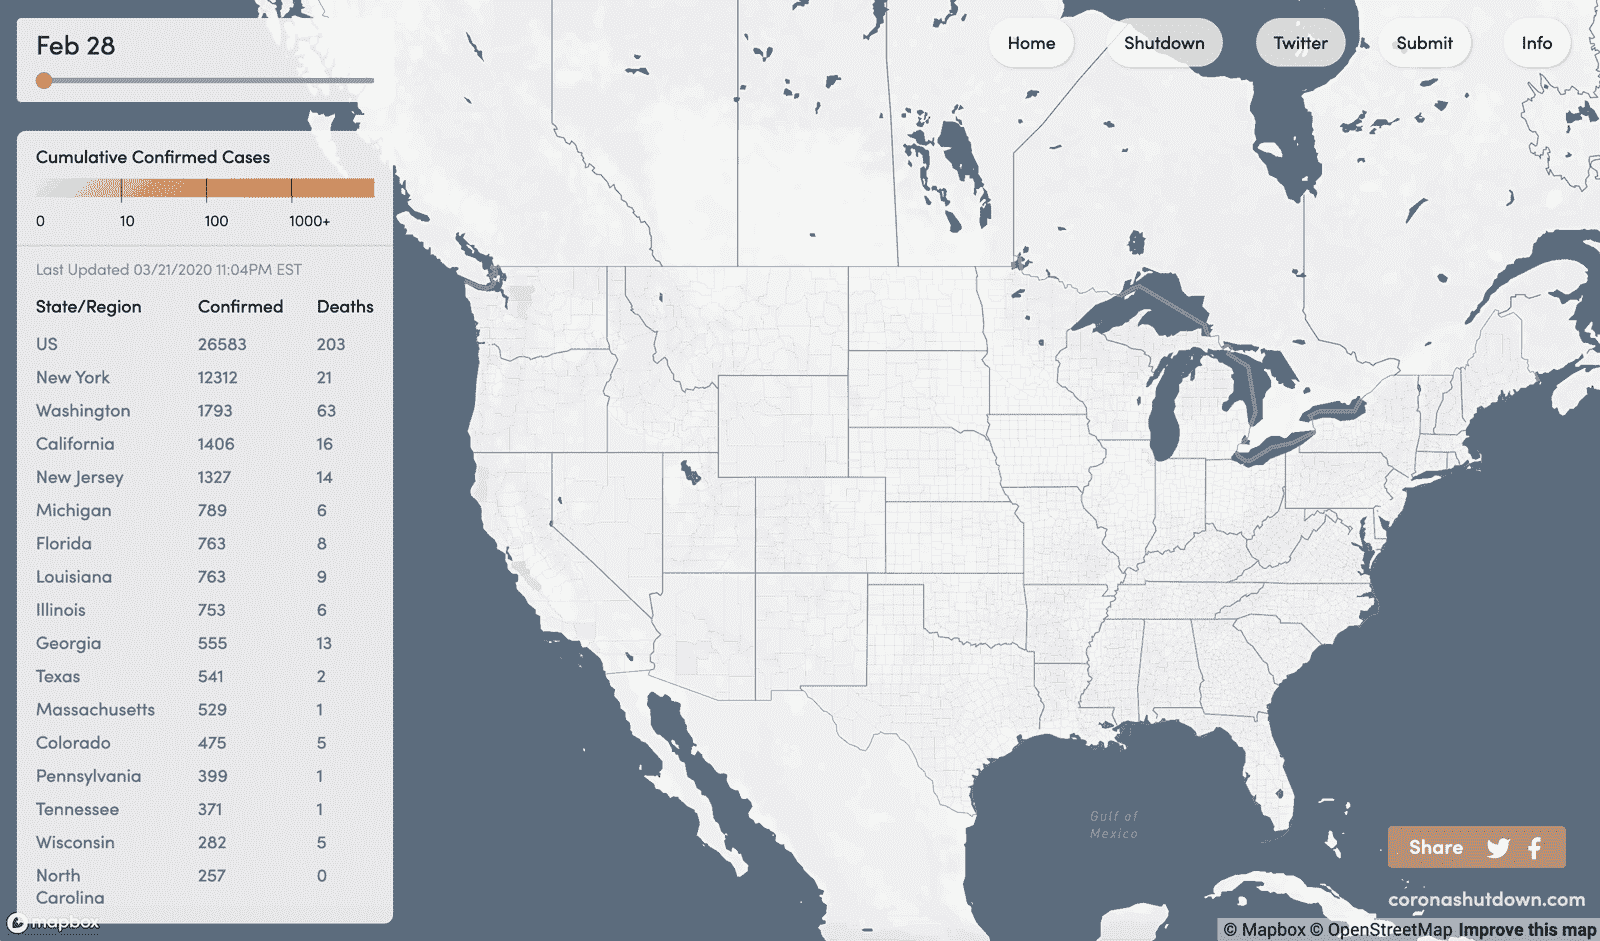 Feb 28
Home Shutdown Twitter Submit Info
Cumulative Confirmed Cases
0 10 100 1000+
Last Updated 03/21/2020 11:04PM EST
State/Region Confirmed Deaths
US 26583 203
New York 12312 21
Washington 1793 63
California 1406 16
New Jersey 1327 14
Michigan 789 6
Florida 763 8
Louisiana 763 9
Illinois 753 6
Georgia 555 13
Texas 541 2
Massachusetts 529 1
Colorado 475 5
Pennsylvania 399 1
Tennessee 371 1
Wisconsin 282 5
North 257 0
Carolina
mapbox
Gulf of
Mexico
Share
coronashutdown.com
© Mapbox © OpenStreetMap Improve this map